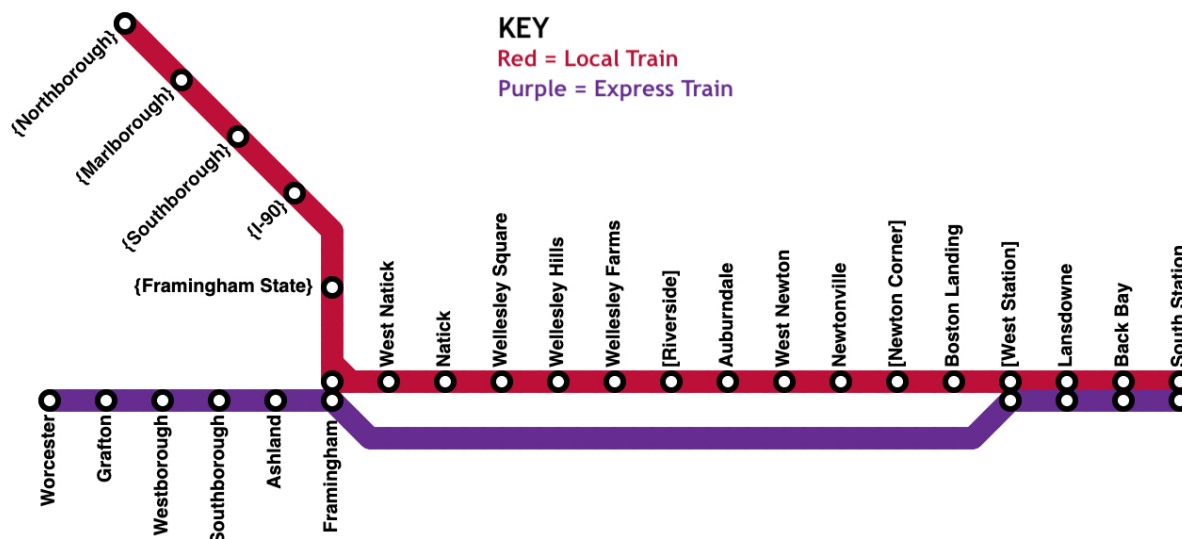 KEY
Red = Local Train
Purple = Express Train
{Northborough}
{Marlborough}
{Southborough}
{I-90}
{Framingham State}
West Natick
Natick
Wellesley Square
Wellesley Hills
Wellesley Farms
[Riverside]
Auburndale
West Newton
Newtonville
[Newton Corner]
Boston Landing
[West Station]
Lansdowne
Back Bay
South Station
Worcester
Grafton
Westborough
Southborough
Ashland
Framingham